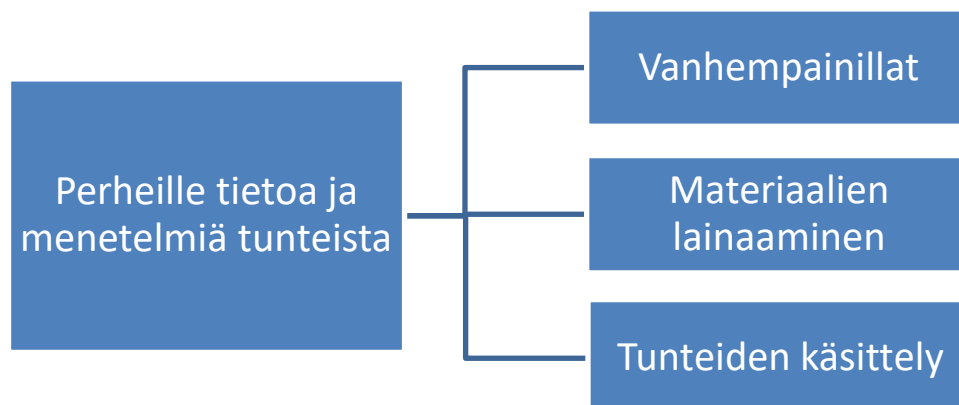 Perheille tietoa ja
menetelmiä tunteista
Vanhempainillat
Materiaalien
lainaaminen
Tunteiden käsittely